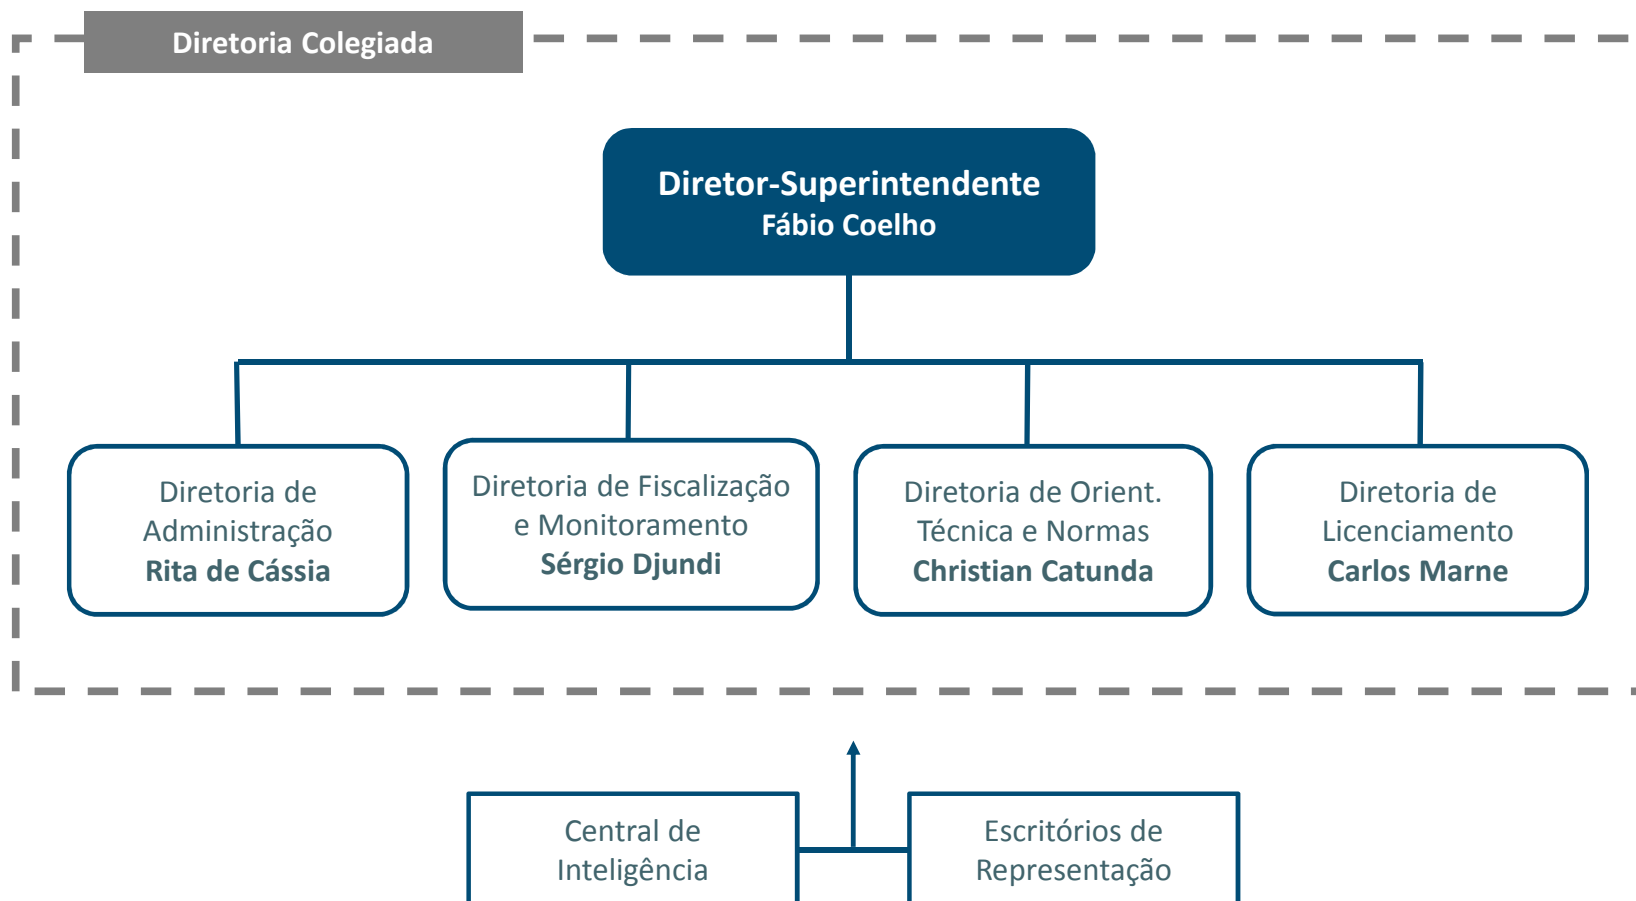 Diretoria Colegiada
Diretor-Superintendente
Fábio Coelho
Diretoria de
Administração
Rita de Cássia
Diretoria de Fiscalização
e Monitoramento
Sérgio Djundi
Diretoria de Orient.
Técnica e Normas
Christian Catunda
Diretoria de
Licenciamento
Carlos Marne
Central de
Inteligência
Escritórios de
Representação